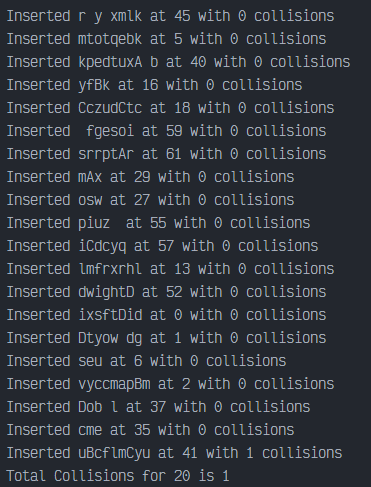 Inserted r y xmlk at 45 with 0 collisions
Inserted mtotqebk at 5 with 0 collisions
Inserted kpedtuxA b at 40 with 0 collisions
Inserted yfBk at 16 with 0 collisions
Inserted CczudCtc at 18 with 0 collisions
Inserted  fgesoi at 59 with 0 collisions
Inserted srrptAr at 61 with 0 collisions
Inserted mAx at 29 with 0 collisions
Inserted osw at 27 with 0 collisions
Inserted piuz  at 55 with 0 collisions
Inserted iCdcyq at 57 with 0 collisions
Inserted lmfrxrhl at 13 with 0 collisions
Inserted dwightD at 52 with 0 collisions
Inserted ixsftDid at 0 with 0 collisions
Inserted Dtyow dg at 1 with 0 collisions
Inserted seu at 6 with 0 collisions
Inserted vyccmapBm at 2 with 0 collisions
Inserted Dob l at 37 with 0 collisions
Inserted cme at 35 with 0 collisions
Inserted uBcflmCyu at 41 with 1 collisions
Total Collisions for 20 is 1